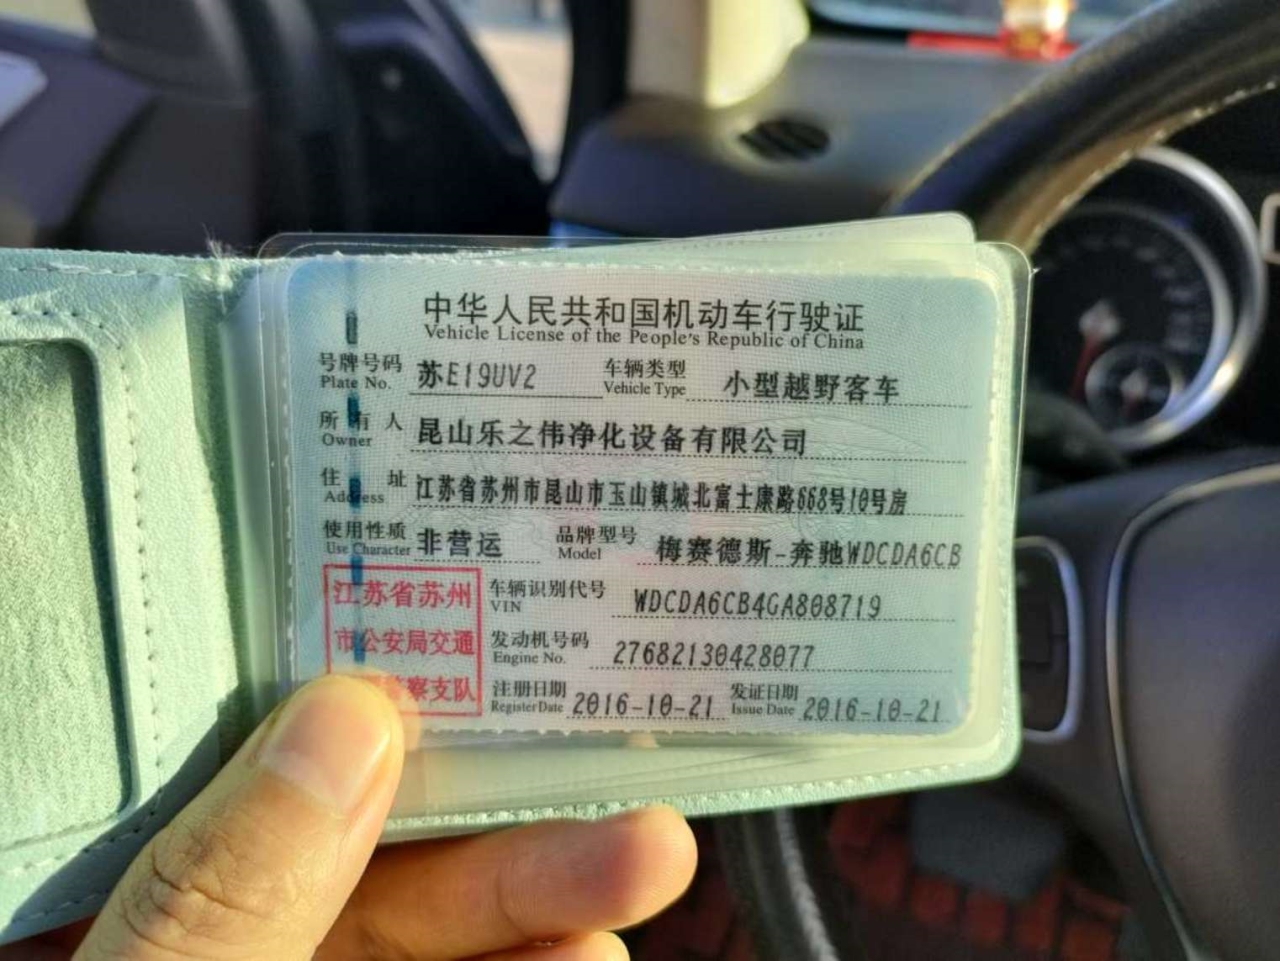 中华人民共和国机动车行驶证
Vehicle License of the People's Republic of China
号牌号码 苏E19UV2 车辆类型 小型越野客车
Plate No. Vehicle Type
所有人 昆山乐之伟净化设备有限公司
Owner
住址 江苏省苏州市昆山市玉山镇城北富士康路668号10号房
Address
使用性质 非营运 品牌型号 梅赛德斯-奔驰WDCDA6CB
Use Character Model
江苏省苏州
市公安局交通
警察支队
车辆识别代号 WDCDA6CB4GA808719
VIN
发动机号码 27682130428077
Engine No.
注册日期 2016-10-21 发证日期 2016-10-21
Register Date Issue Date